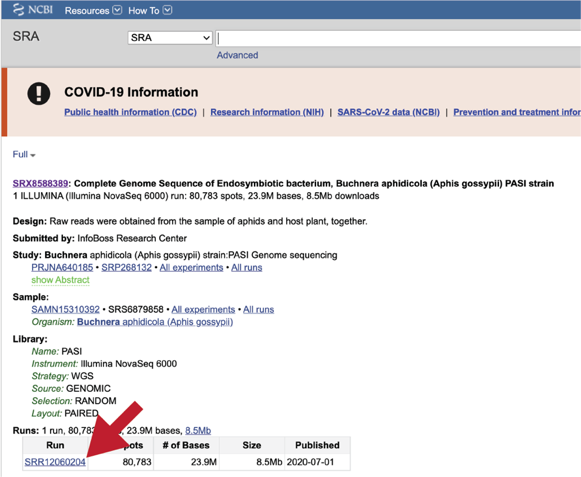 NCBI Resources How To
SRA SRA
Advanced
COVID-19 Information
Public health information (CDC) | Research information (NIH) | SARS-CoV-2 data (NCBI) | Prevention and treatment infor
Full
SRX8588389: Complete Genome Sequence of Endosymbiotic bacterium, Buchnera aphidicola (Aphis gossypii) PASI strain
1 ILLUMINA (Illumina NovaSeq 6000) run: 80,783 spots, 23.9M bases, 8.5Mb downloads
Design: Raw reads were obtained from the sample of aphids and host plant, together.
Submitted by: InfoBoss Research Center
Study: Buchnera aphidicola (Aphis gossypii) strain:PASI Genome sequencing
PRJNA640185 • SRP268132 • All experiments • All runs
show Abstract
Sample:
SAMN15310392 • SRS6879858 • All experiments • All runs
Organism: Buchnera aphidicola (Aphis gossypii)
Library:
Name: PASI
Instrument: Illumina NovaSeq 6000
Strategy: WGS
Source: GENOMIC
Selection: RANDOM
Layout: PAIRED
Runs: 1 run, 80,783 s, 23.9M bases, 8.5Mb
Run pots # of Bases Size Published
SRR12060204 80,783 23.9M 8.5Mb 2020-07-01